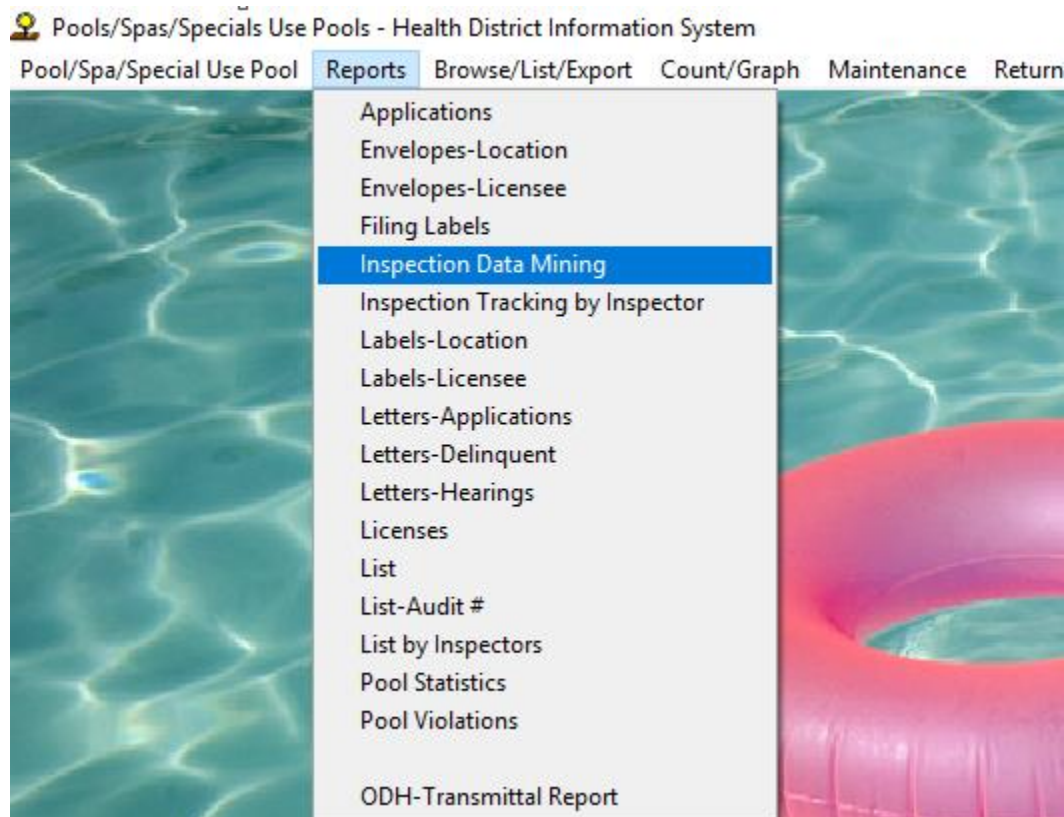 Pools/Spas/Specials Use Pools - Health District Information System
Pool/Spa/Special Use Pool Reports Browse/List/Export Count/Graph Maintenance Return
Applications
Envelopes-Location
Envelopes-Licensee
Filing Labels
Inspection Data Mining
Inspection Tracking by Inspector
Labels-Location
Labels-Licensee
Letters-Applications
Letters-Delinquent
Letters-Hearings
Licenses
List
List-Audit #
List by Inspectors
Pool Statistics
Pool Violations
ODH-Transmittal Report